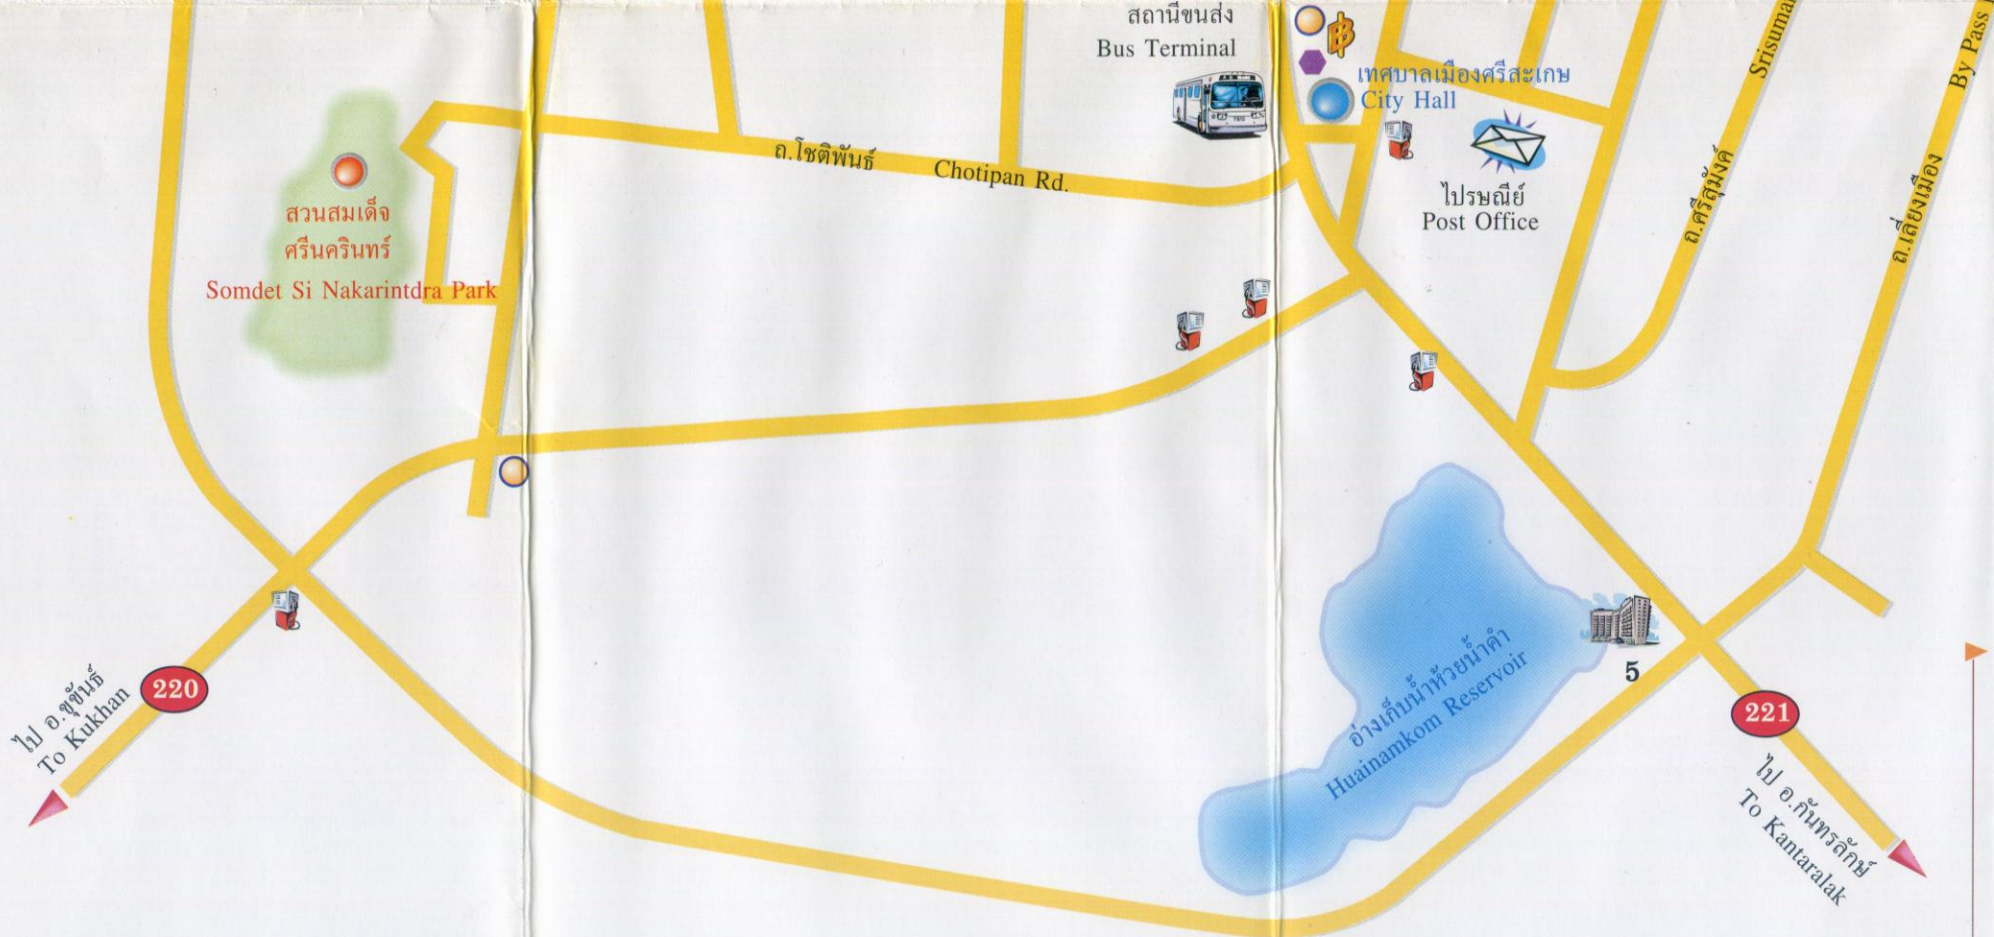 สถานีขนส่ง
Bus Terminal
฿
เทศบาลเมืองศรีสะเกษ
City Hall
ไปรษณีย์
Post Office
ถ.โชติพันธ์
Chotipan Rd.
สวนสมเด็จ
ศรีนครินทร์
Somdet Si Nakarintdra Park
ถ.ศรีสุมังค์
ถ.เลี่ยงเมือง
By Pass
220
ไป อ.ขุขันธ์
To Kukhan
อ่างเก็บน้ำห้วยน้ำคำ
Huainamkom Reservoir
5
221
ไป อ.กันทรลักษ์
To Kantaralak